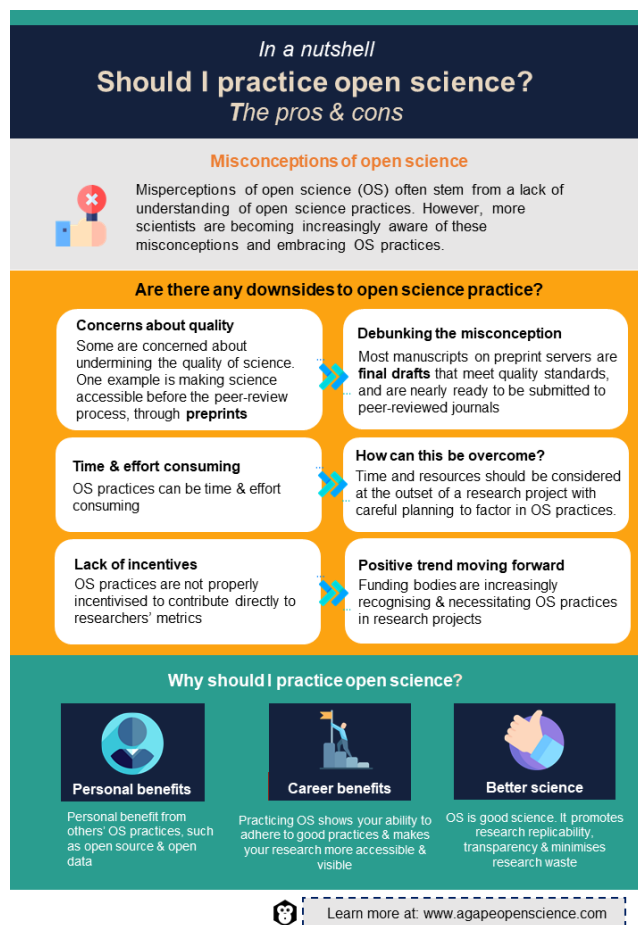 In a nutshell
Should I practice open science?
The pros & cons
Misconceptions of open science
Misperceptions of open science (OS) often stem from a lack of
understanding of open science practices. However, more
scientists are becoming increasingly aware of these
misconceptions and embracing OS practices.
Are there any downsides to open science practice?
Concerns about quality
Some are concerned about
undermining the quality of science.
One example is making science
accessible before the peer-review
process, through preprints
Debunking the misconception
Most manuscripts on preprint servers are
final drafts that meet quality standards,
and are nearly ready to be submitted to
peer-reviewed journals
Time & effort consuming
OS practices can be time & effort
consuming
How can this be overcome?
Time and resources should be considered
at the outset of a research project with
careful planning to factor in OS practices.
Lack of incentives
OS practices are not properly
incentivised to contribute directly to
researchers' metrics
Positive trend moving forward
Funding bodies are increasingly
recognising & necessitating OS practices
in research projects
Why should I practice open science?
Personal benefits
Personal benefit from
others' OS practices, such
as open source & open
data
Career benefits
Practicing OS shows your ability to
adhere to good practices & makes
your research more accessible &
visible
Better science
OS is good science. It promotes
research replicability,
transparency & minimises
research waste
Learn more at: www.agapeopenscience.com